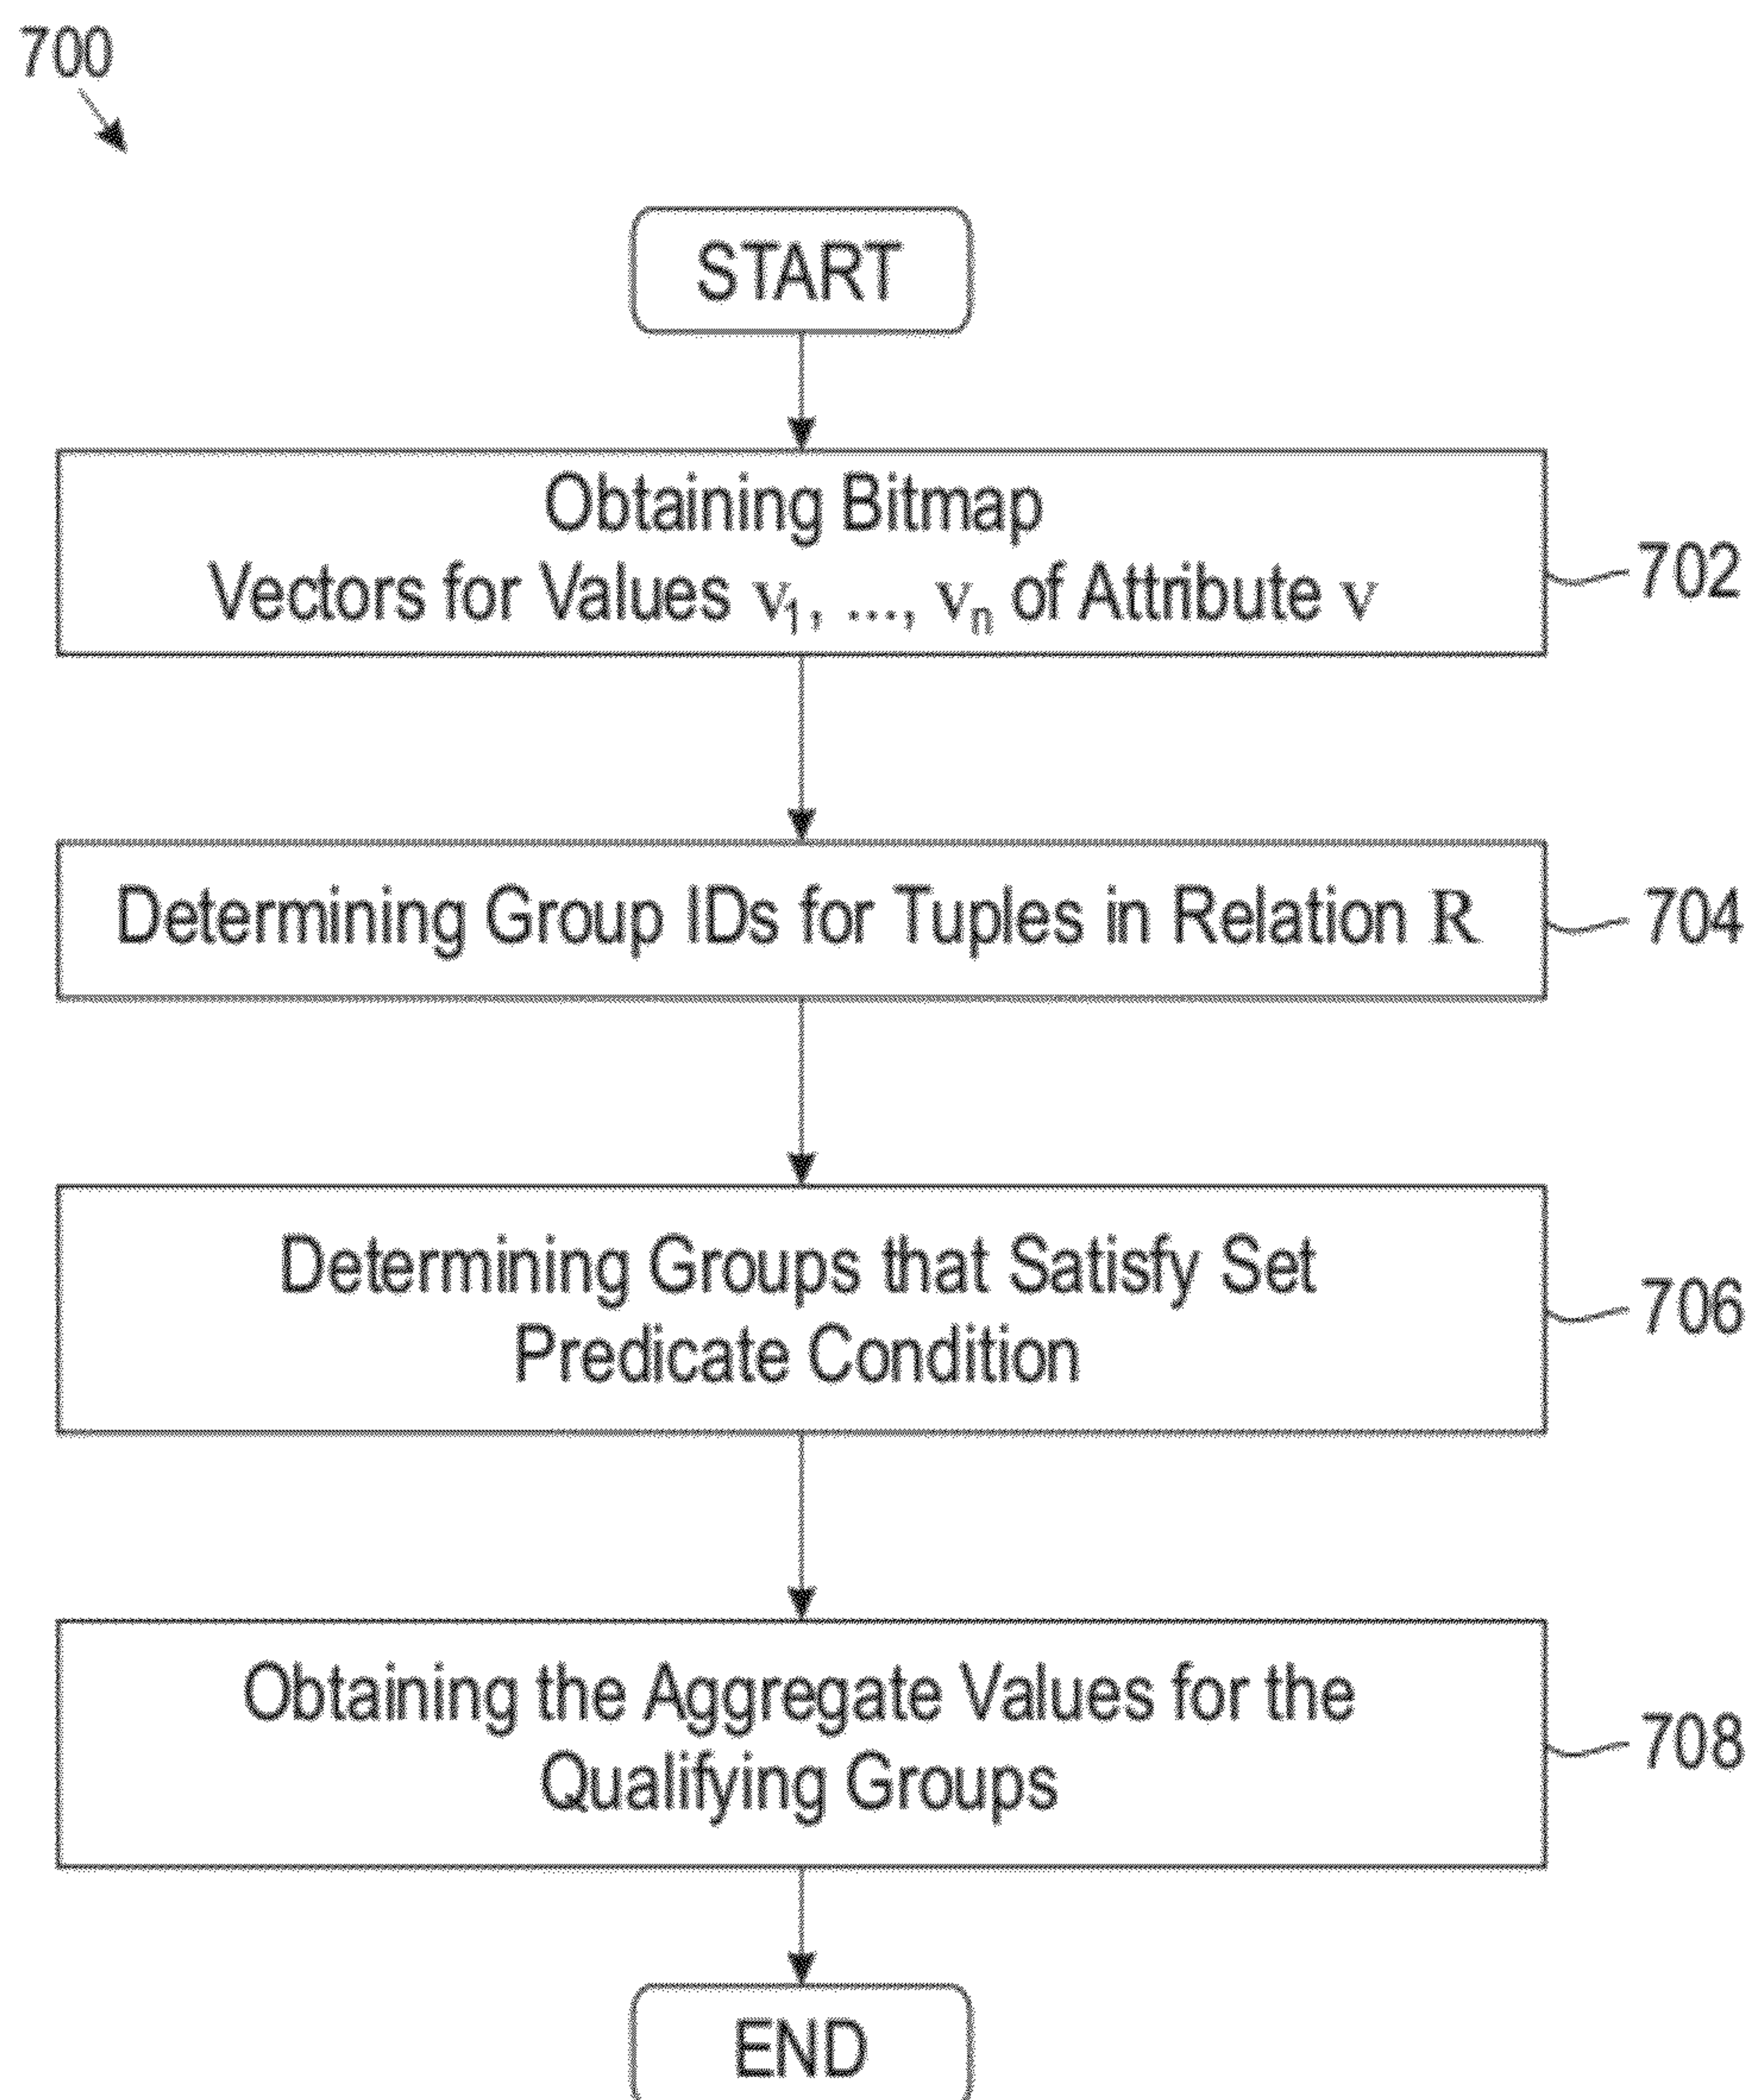 700
START
Obtaining Bitmap
Vectors for Values v₁, ..., vₙ of Attribute v
702
Determining Group IDs for Tuples in Relation R
704
Determining Groups that Satisfy Set
Predicate Condition
706
Obtaining the Aggregate Values for the
Qualifying Groups
708
END